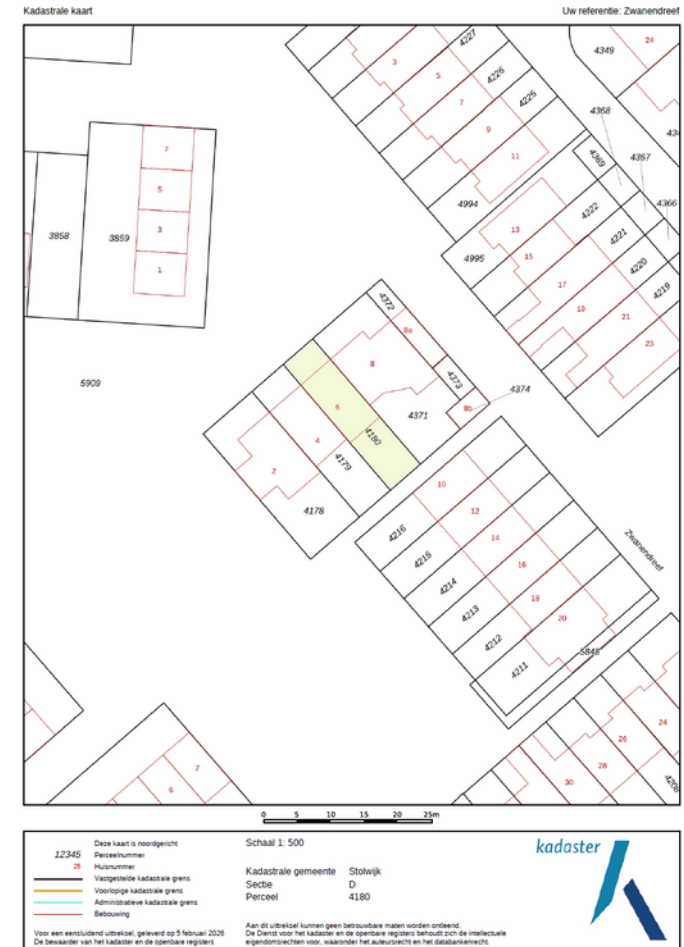 Kadastrale kaart
Uw referentie: Zwanendreef
4227
4226
4225
3
5
7
9
11
4994
4349
24
4368
4369
4367
4366
7
5
3
1
3858
3859
13
15
17
19
21
23
4995
4222
4221
4220
4219
5909
4372
8a
8
4373
8b
4374
4371
6
4180
4
4179
2
4178
10
12
14
16
18
20
4216
4215
4214
4213
4212
4211
5848
Zwanendreef
7
6
24
26
28
30
4208
0 5 10 15 20 25m
Deze kaart is noordgericht
12345 Perceelnummer
25 Huisnummer
Vastgestelde kadastrale grens
Voorlopige kadastrale grens
Administratieve kadastrale grens
Bebouwing
Voor een eensluidend uittreksel, geleverd op 5 februari 2026
De bewaarder van het kadaster en de openbare registers
Schaal 1: 500
Kadastrale gemeente Stolwijk
Sectie D
Perceel 4180
Aan dit uittreksel kunnen geen betrouwbare maten worden ontleend.
De Dienst voor het kadaster en de openbare registers behoudt zich de intellectuele
eigendomsrechten voor, waaronder het auteursrecht en het databankenrecht.
kadaster